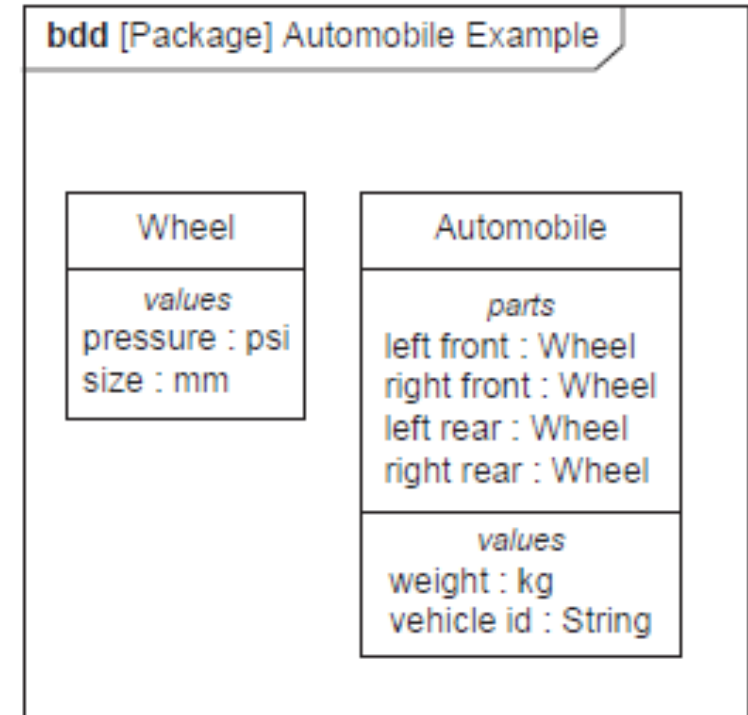 bdd [Package] Automobile Example
Wheel
values
pressure : psi
size : mm
Automobile
parts
left front : Wheel
right front : Wheel
left rear : Wheel
right rear : Wheel
values
weight : kg
vehicle id : String